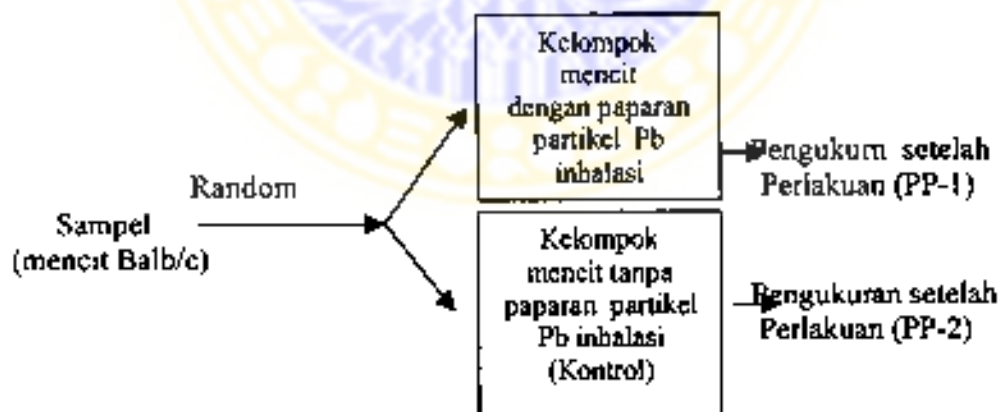 Sampel
(mencit Balb/c)
Random
Kelompok
mencit
dengan paparan
partikel Pb
inhalasi
Pengukurn setelah
Perlakuan (PP-1)
Kelompok
mencit tanpa
paparan partikel
Pb inhalasi
(Kontrol)
Pengukuran setelah
Perlakuan (PP-2)